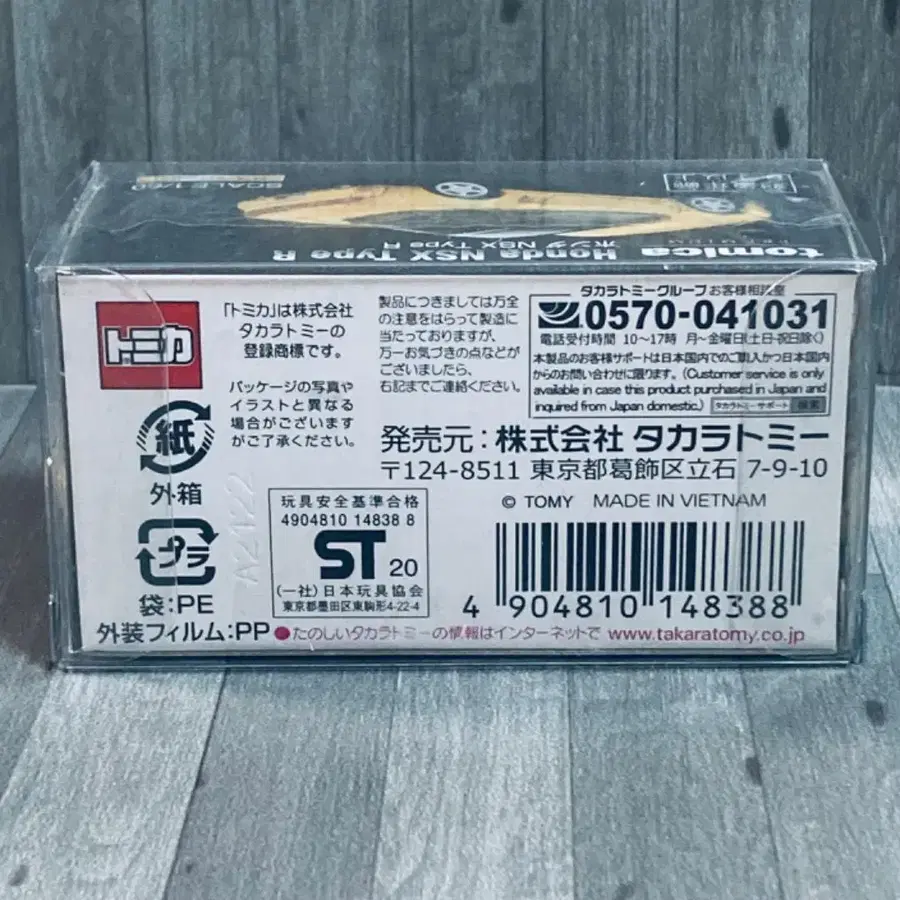 SCALE 1/60
ホンダ NSX Type R
Honda NSX Type R
tomica
PREMIUM
トミカ
「トミカ」は株式会社
タカラトミーの
登録商標です。
パッケージの写真や
イラストと異なる
場合がございます
がご了承ください。
製品につきましては万全
の注意をはらって製造に
当たっておりますが、
万一お気づきの点などが
ございましたら、
右記までご連絡ください。
タカラトミーグループお客様相談室
0570-041031
電話受付時間 10〜17時 月〜金曜日(土日・祝日除く)
本製品のお客様サポートは日本国内でのご購入かつ日本国内
からのお問い合わせに限ります。(Customer service is only
available in case this product purchased in Japan and
inquired from Japan domestic.) タカラトミーサポート 検索
発売元:株式会社 タカラトミー
〒124-8511 東京都葛飾区立石 7-9-10
© TOMY MADE IN VIETNAM
紙
外箱
プラ
袋:PE
外装フィルム:PP
A2122
玩具安全基準合格
4904810 14838 8
ST 20
(一社)日本玩具協会
東京都墨田区東駒形4-22-4
4 904810 148388
●たのしいタカラトミーの情報はインターネットで www.takaratomy.co.jp